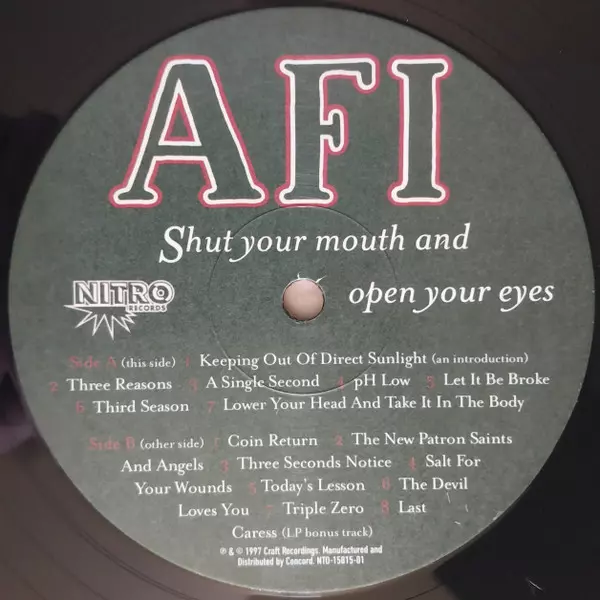 AFI
Shut your mouth and
open your eyes
NITRO
RECORDS
Side A (this side) 1 Keeping Out Of Direct Sunlight (an introduction)
2 Three Reasons 3 A Single Second 4 pH Low 5 Let It Be Broke
6 Third Season 7 Lower Your Head And Take It In The Body
Side B (other side) 1 Coin Return 2 The New Patron Saints
And Angels 3 Three Seconds Notice 4 Salt For
Your Wounds 5 Today's Lesson 6 The Devil
Loves You 7 Triple Zero 8 Last
Caress (LP bonus track)
℗ & © 1997 Craft Recordings. Manufactured and
Distributed by Concord. NTO-15815-01